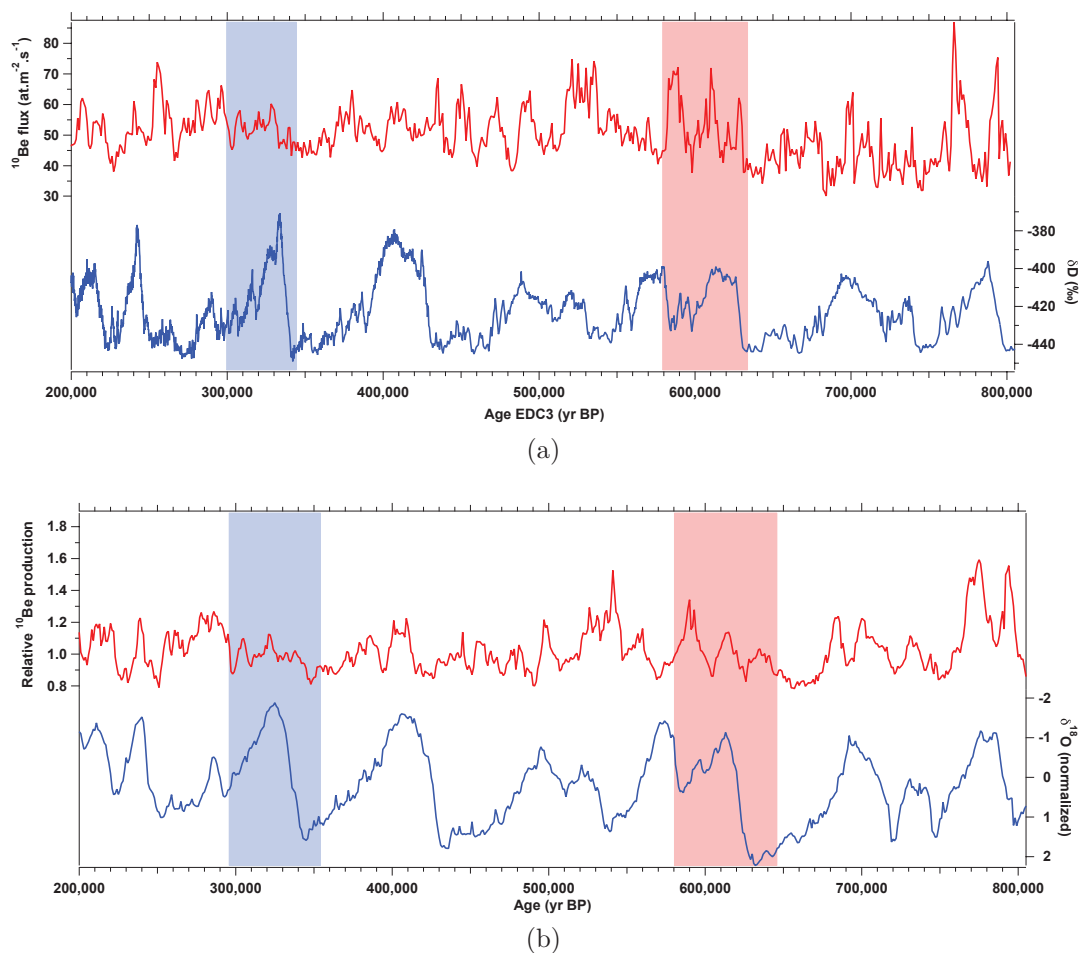 ¹⁰Be flux (at.m⁻².s⁻¹)
80
70
60
50
40
30
-380
-400
-420
-440
δD (‰)
200,000 300,000 400,000 500,000 600,000 700,000 800,000
Age EDC3 (yr BP)
(a)
Relative ¹⁰Be production
1.8
1.6
1.4
1.2
1.0
0.8
-2
-1
0
1
2
δ¹⁸O (normalized)
200,000 300,000 400,000 500,000 600,000 700,000 800,000
Age (yr BP)
(b)